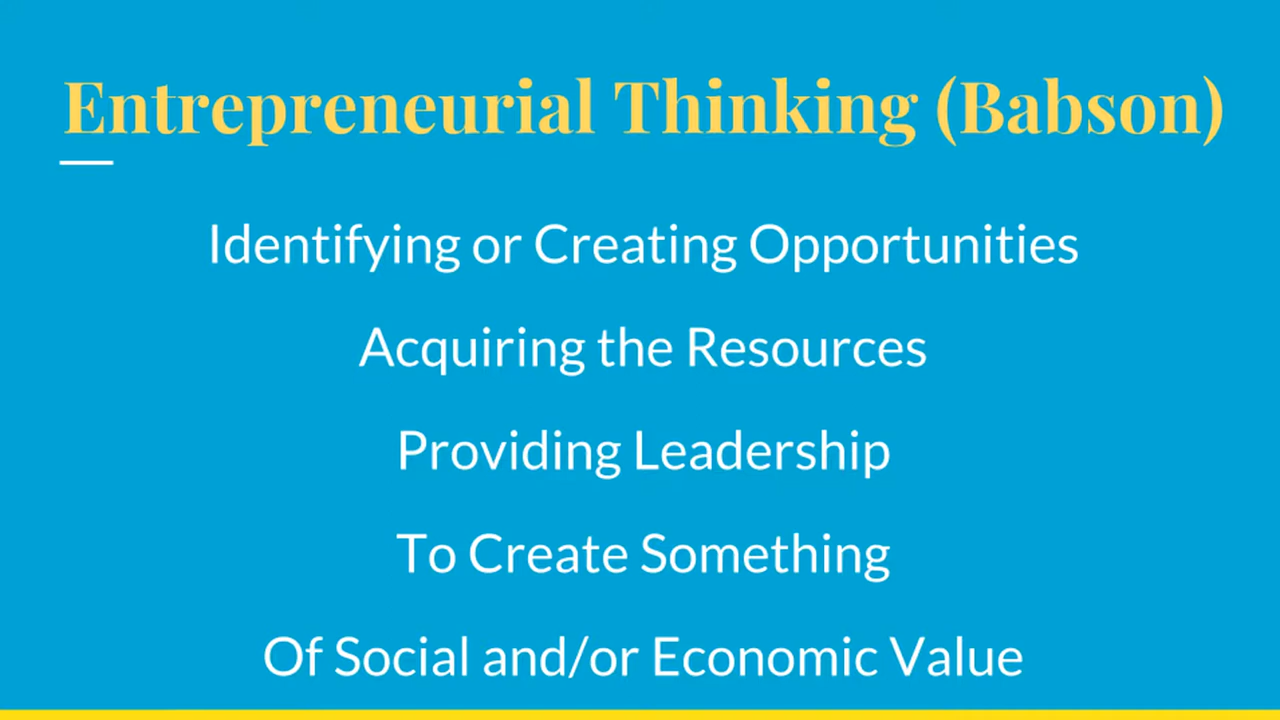 Entrepreneurial Thinking (Babson)
Identifying or Creating Opportunities
Acquiring the Resources
Providing Leadership
To Create Something
Of Social and/or Economic Value